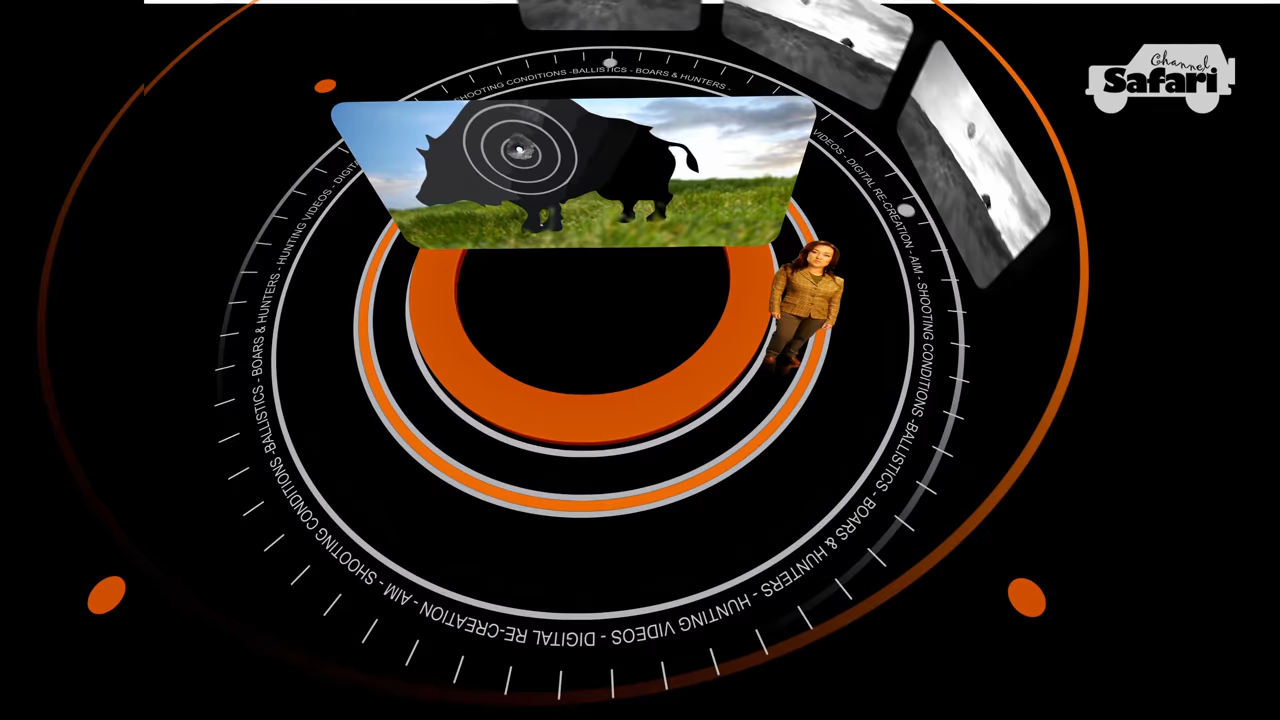 Channel
Safari
SHOOTING CONDITIONS -BALLISTICS - BOARS & HUNTERS -
VIDEOS - DIGITAL RE-CREATION - AIM - SHOOTING CONDITIONS -BALLISTICS - BOARS & HUNTERS - HUNTING VIDEOS - DIGITAL RE-CREATION - AIM - SHOOTING CONDITIONS -BALLISTICS - BOARS & HUNTERS - HUNTING VIDEOS - DIGITAL